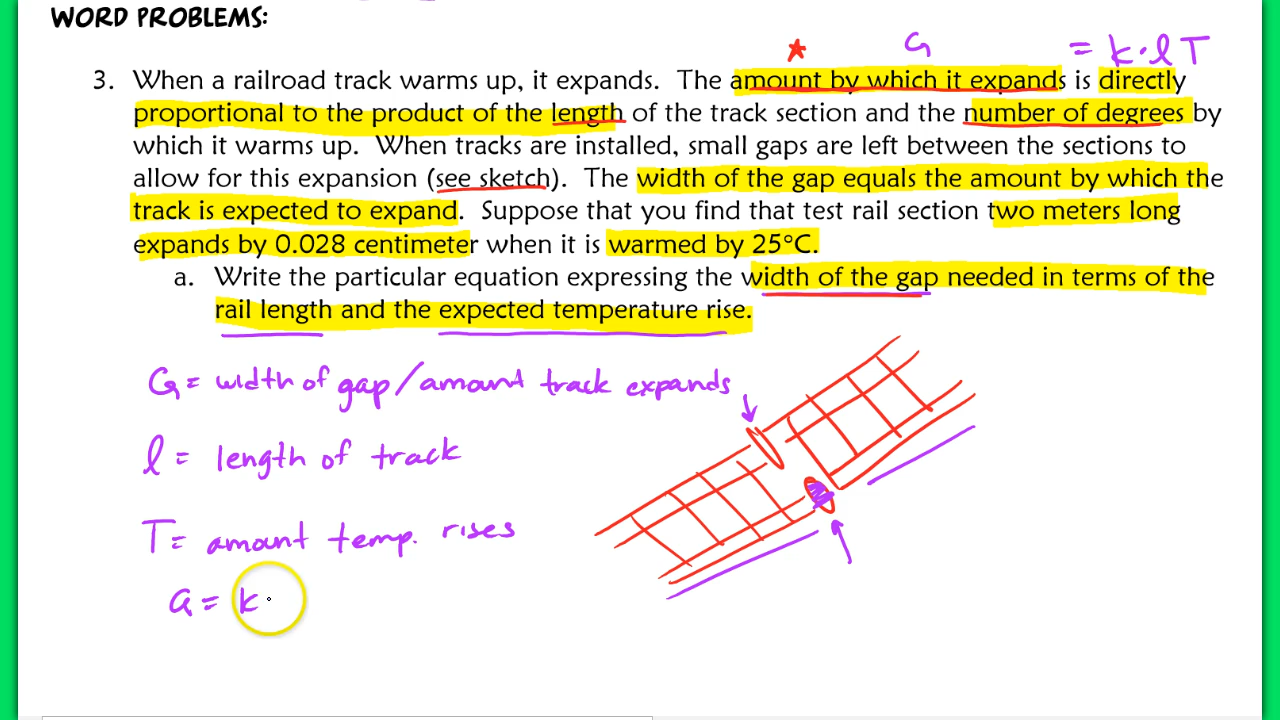 WORD PROBLEMS:
G = k·lT
3. When a railroad track warms up, it expands. The amount by which it expands is directly
proportional to the product of the length of the track section and the number of degrees by
which it warms up. When tracks are installed, small gaps are left between the sections to
allow for this expansion (see sketch). The width of the gap equals the amount by which the
track is expected to expand. Suppose that you find that test rail section two meters long
expands by 0.028 centimeter when it is warmed by 25°C.
a. Write the particular equation expressing the width of the gap needed in terms of the
rail length and the expected temperature rise.
G = width of gap/amount track expands
l = length of track
T = amount temp. rises
G = k·